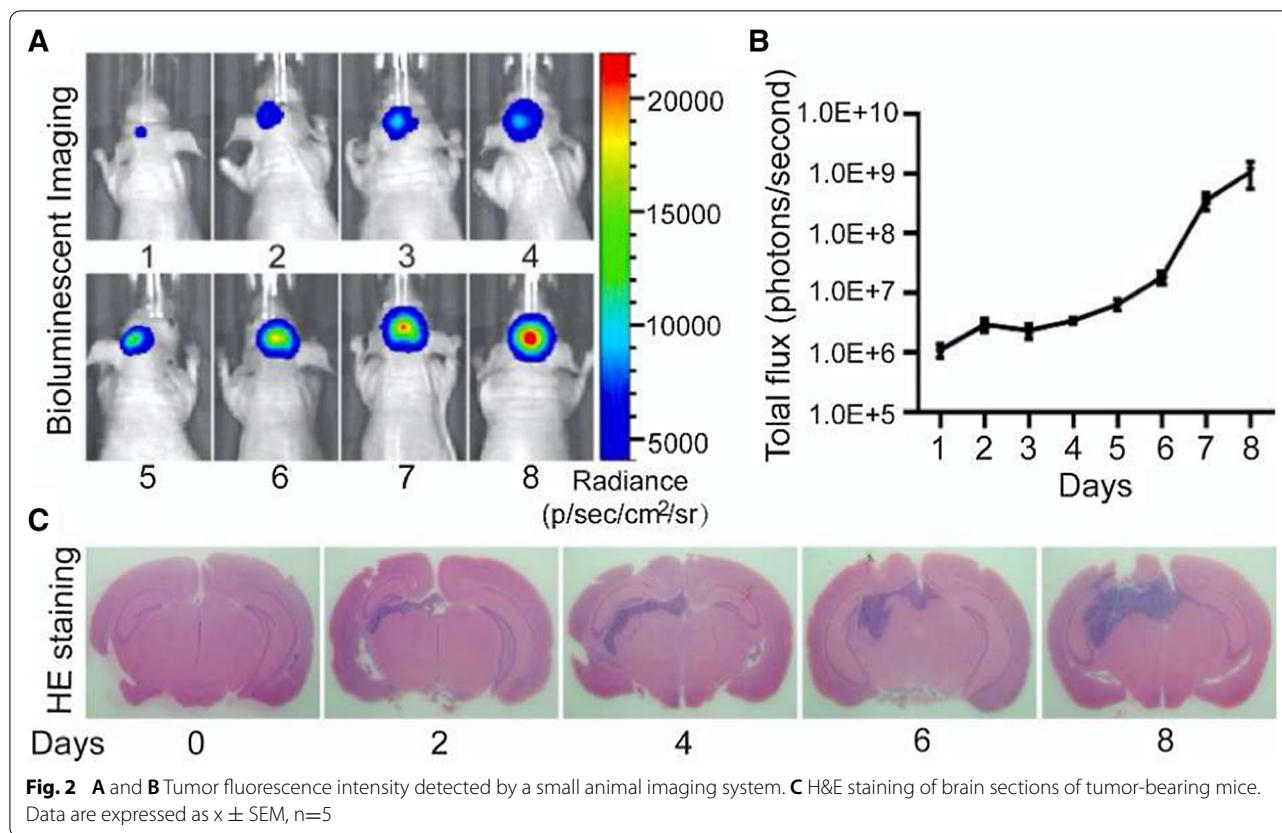 A
Bioluminescent Imaging
1 2 3 4
5 6 7 8
20000
15000
10000
5000
Radiance
(p/sec/cm²/sr)
B
Tolal flux (photons/second)
1.0E+10
1.0E+9
1.0E+8
1.0E+7
1.0E+6
1.0E+5
1 2 3 4 5 6 7 8
Days
C
HE staining
Days 0 2 4 6 8
Fig. 2 A and B Tumor fluorescence intensity detected by a small animal imaging system. C H&E staining of brain sections of tumor-bearing mice.
Data are expressed as x ± SEM, n=5